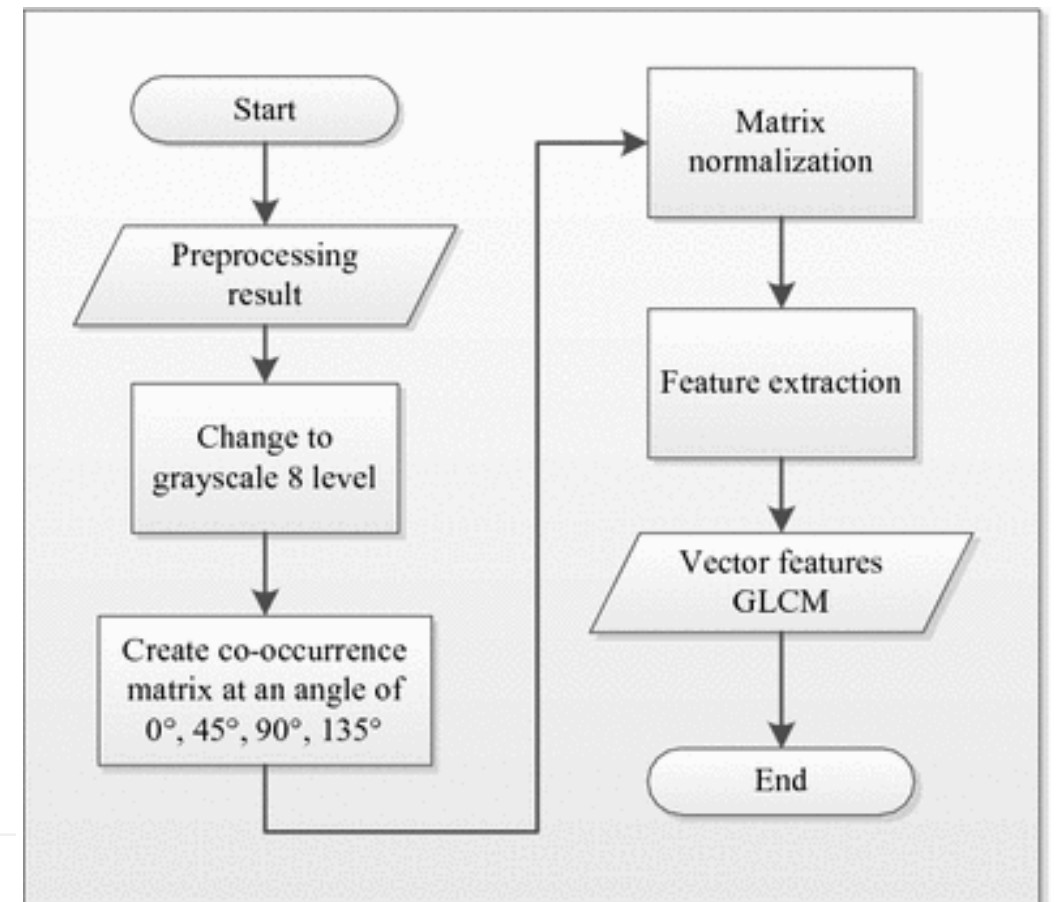 Start
Preprocessing
result
Change to
grayscale 8 level
Create co-occurrence
matrix at an angle of
0°, 45°, 90°, 135°
Matrix
normalization
Feature extraction
Vector features
GLCM
End